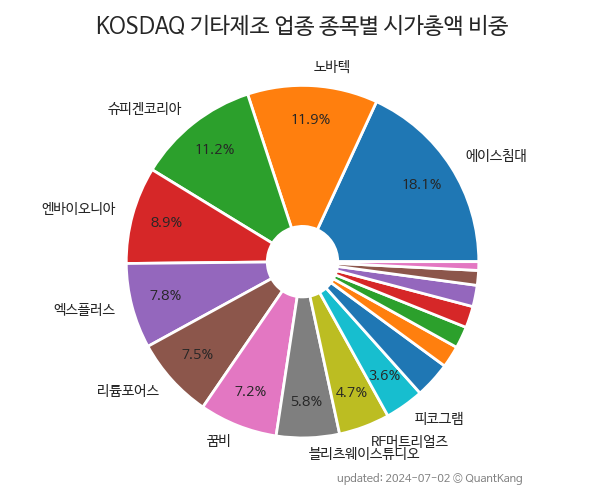 KOSDAQ 기타제조 업종 종목별 시가총액 비중
노바텍
11.9%
슈피겐코리아
11.2%
에이스침대
18.1%
엔바이오니아
8.9%
엑스플러스
7.8%
리튬포어스
7.5%
꿈비
7.2%
블리츠웨이스튜디오
5.8%
RF머트리얼즈
4.7%
피코그램
3.6%
updated: 2024-07-02 © QuantKang